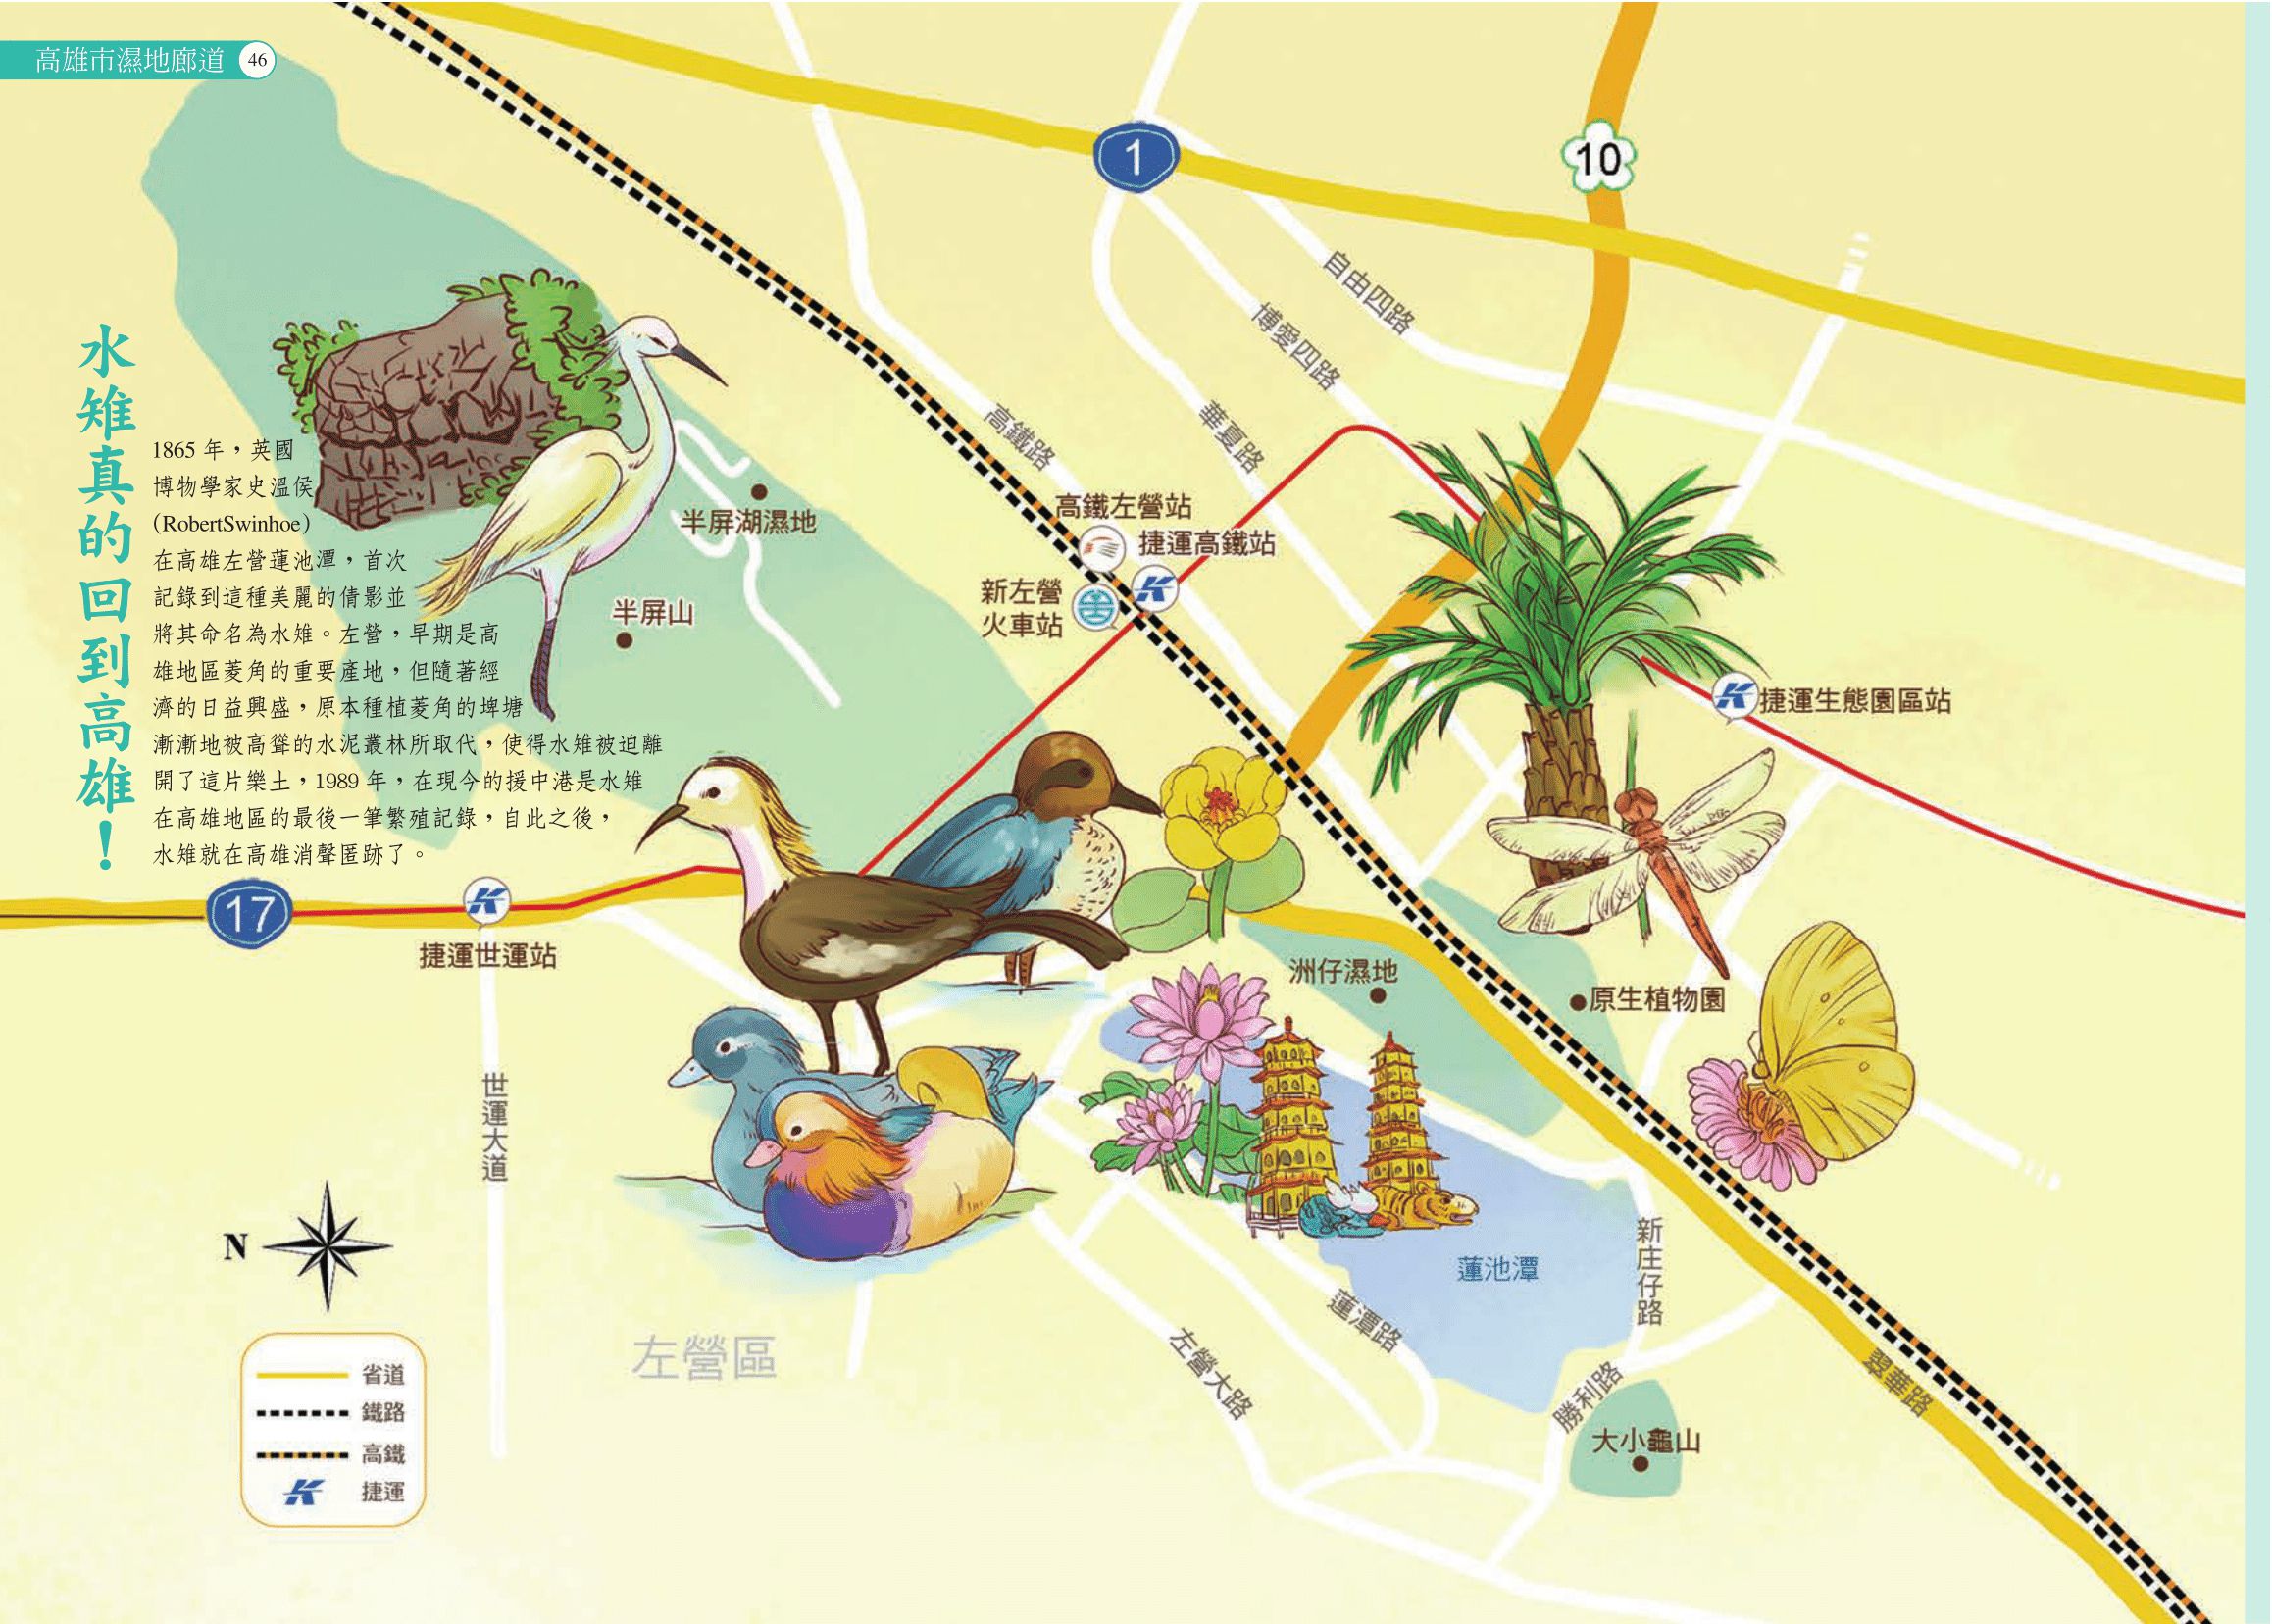 高雄市濕地廊道 46
水雉真的回到高雄！
1865 年，英國
博物學家史溫侯
（RobertSwinhoe）
在高雄左營蓮池潭，首次
記錄到這種美麗的倩影並
將其命名為水雉。左營，早期是高
雄地區菱角的重要產地，但隨著經
濟的日益興盛，原本種植菱角的埤塘
漸漸地被高聳的水泥叢林所取代，使得水雉被迫離
開了這片樂土，1989 年，在現今的援中港是水雉
在高雄地區的最後一筆繁殖記錄，自此之後，
水雉就在高雄消聲匿跡了。
1
10
自由四路
博愛四路
華夏路
高鐵路
半屏湖濕地
半屏山
高鐵左營站
捷運高鐵站
新左營
火車站
捷運生態園區站
17
捷運世運站
洲仔濕地
原生植物園
世運大道
N
左營區
蓮池潭
新庄仔路
蓮潭路
左營大路
勝利路
翠華路
大小龜山
省道
鐵路
高鐵
捷運